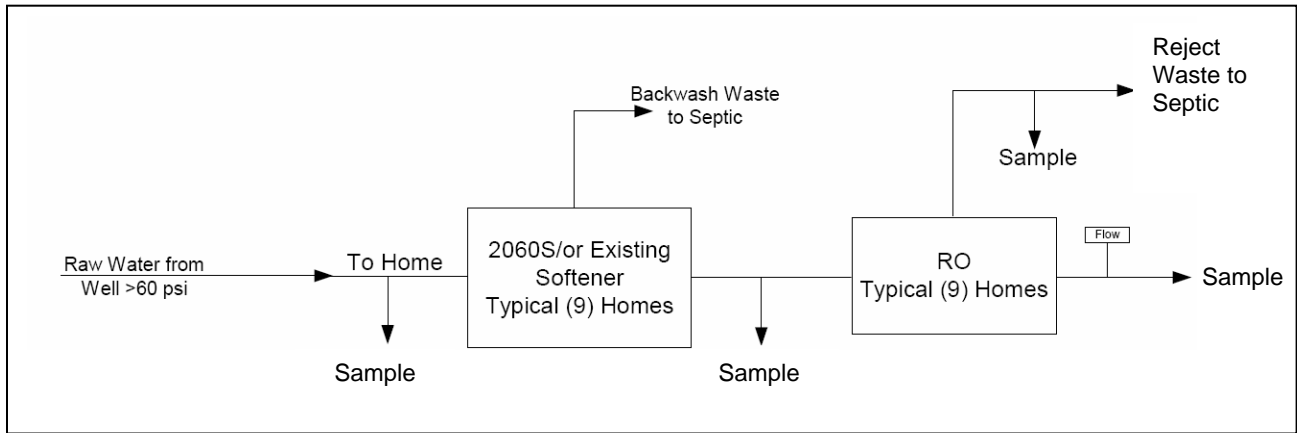 Reject
Waste to
Septic
Backwash Waste
to Septic
Sample
Raw Water from
Well >60 psi
To Home
2060S/or Existing
Softener
Typical (9) Homes
RO
Typical (9) Homes
Flow
Sample
Sample
Sample